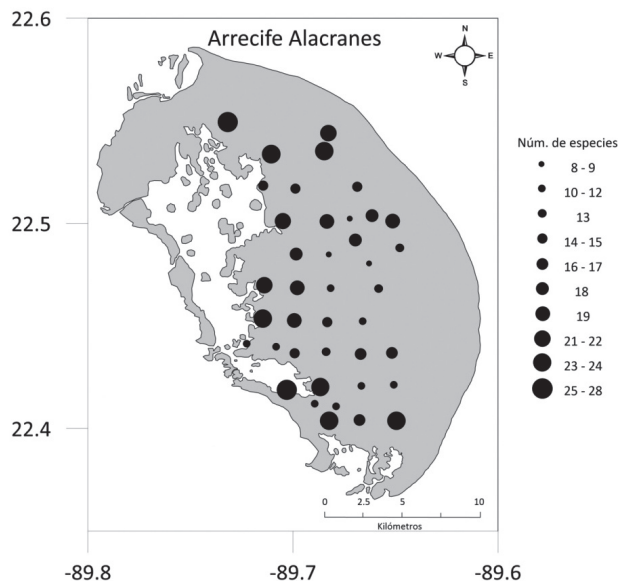 22.6
Arrecife Alacranes
N
W E
S
Núm. de especies
8 - 9
10 - 12
13
14 - 15
16 - 17
18
19
21 - 22
23 - 24
25 - 28
22.5
22.4
0 2.5 5 10
Kilómetros
-89.8 -89.7 -89.6